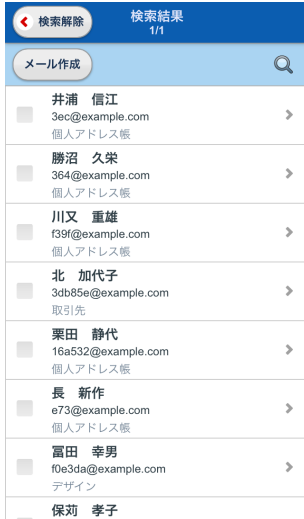 検索解除
検索結果
1/1
メール作成
井浦　信江
3ec@example.com
個人アドレス帳
勝沼　久栄
364@example.com
個人アドレス帳
川又　重雄
f39f@example.com
個人アドレス帳
北　加代子
3db85e@example.com
取引先
栗田　静代
16a532@example.com
個人アドレス帳
長　新作
e73@example.com
個人アドレス帳
冨田　幸男
f0e3da@example.com
デザイン
保苅　孝子